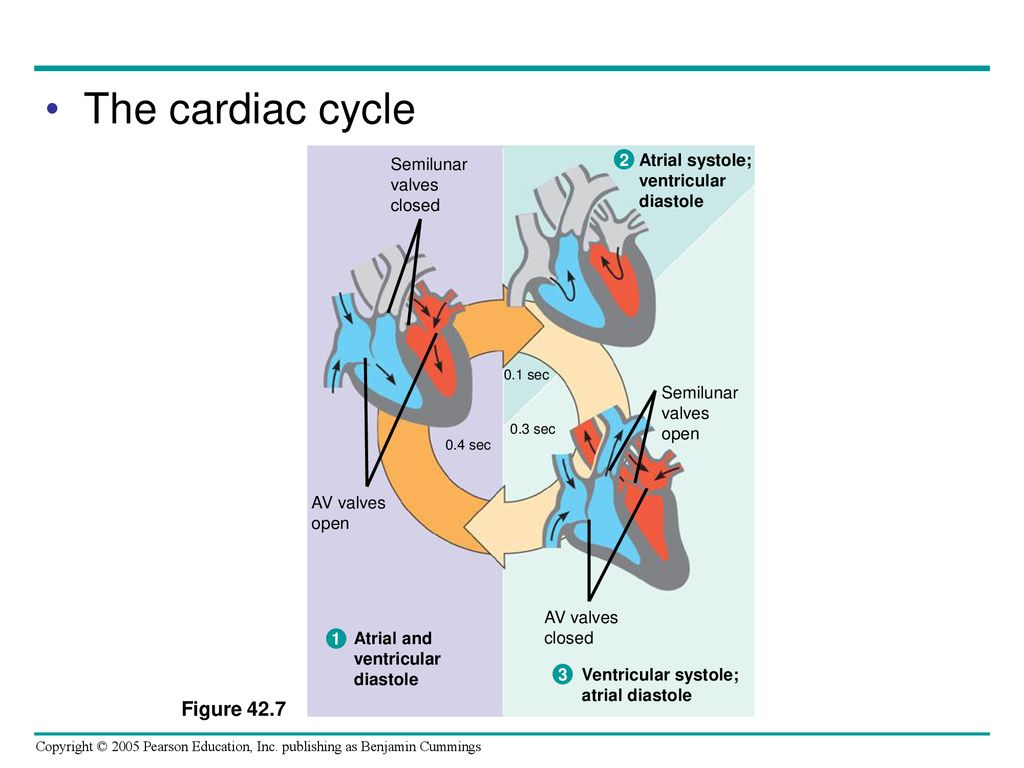 • The cardiac cycle
Semilunar
valves
closed
2 Atrial systole;
ventricular
diastole
0.1 sec
Semilunar
valves
open
0.3 sec
0.4 sec
AV valves
open
AV valves
closed
1 Atrial and
ventricular
diastole
3 Ventricular systole;
atrial diastole
Figure 42.7
Copyright © 2005 Pearson Education, Inc. publishing as Benjamin Cummings